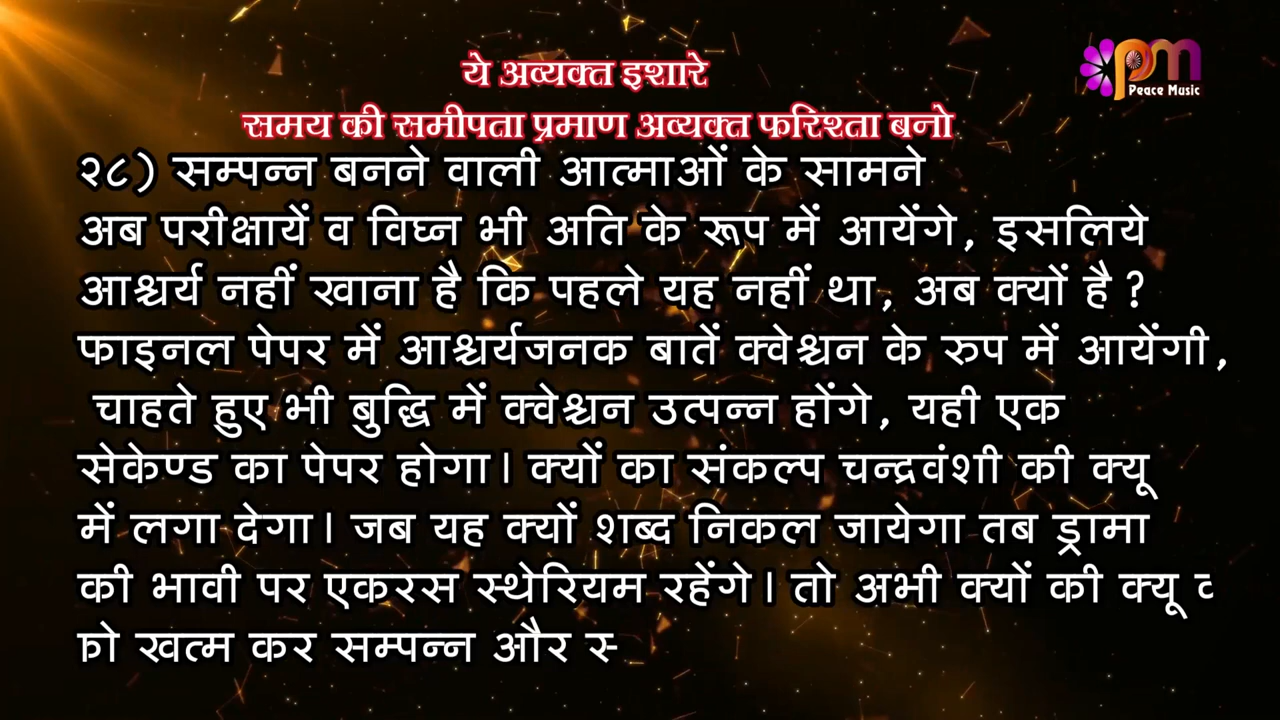 ये अव्यक्त इशारे
समय की समीपता प्रमाण अव्यक्त फरिश्ता बनो
pm
Peace Music
२८) सम्पन्न बनने वाली आत्माओं के सामने
अब परीक्षायें व विघ्न भी अति के रूप में आयेंगे, इसलिये
आश्चर्य नहीं खाना है कि पहले यह नहीं था, अब क्यों है ?
फाइनल पेपर में आश्चर्यजनक बातें क्वेश्चन के रुप में आयेंगी,
चाहते हुए भी बुद्धि में क्वेश्चन उत्पन्न होंगे, यही एक
सेकेण्ड का पेपर होगा। क्यों का संकल्प चन्द्रवंशी की क्यू
में लगा देगा। जब यह क्यों शब्द निकल जायेगा तब ड्रामा
की भावी पर एकरस स्थेरियम रहेंगे। तो अभी क्यों की क्यू
को खत्म कर सम्पन्न और